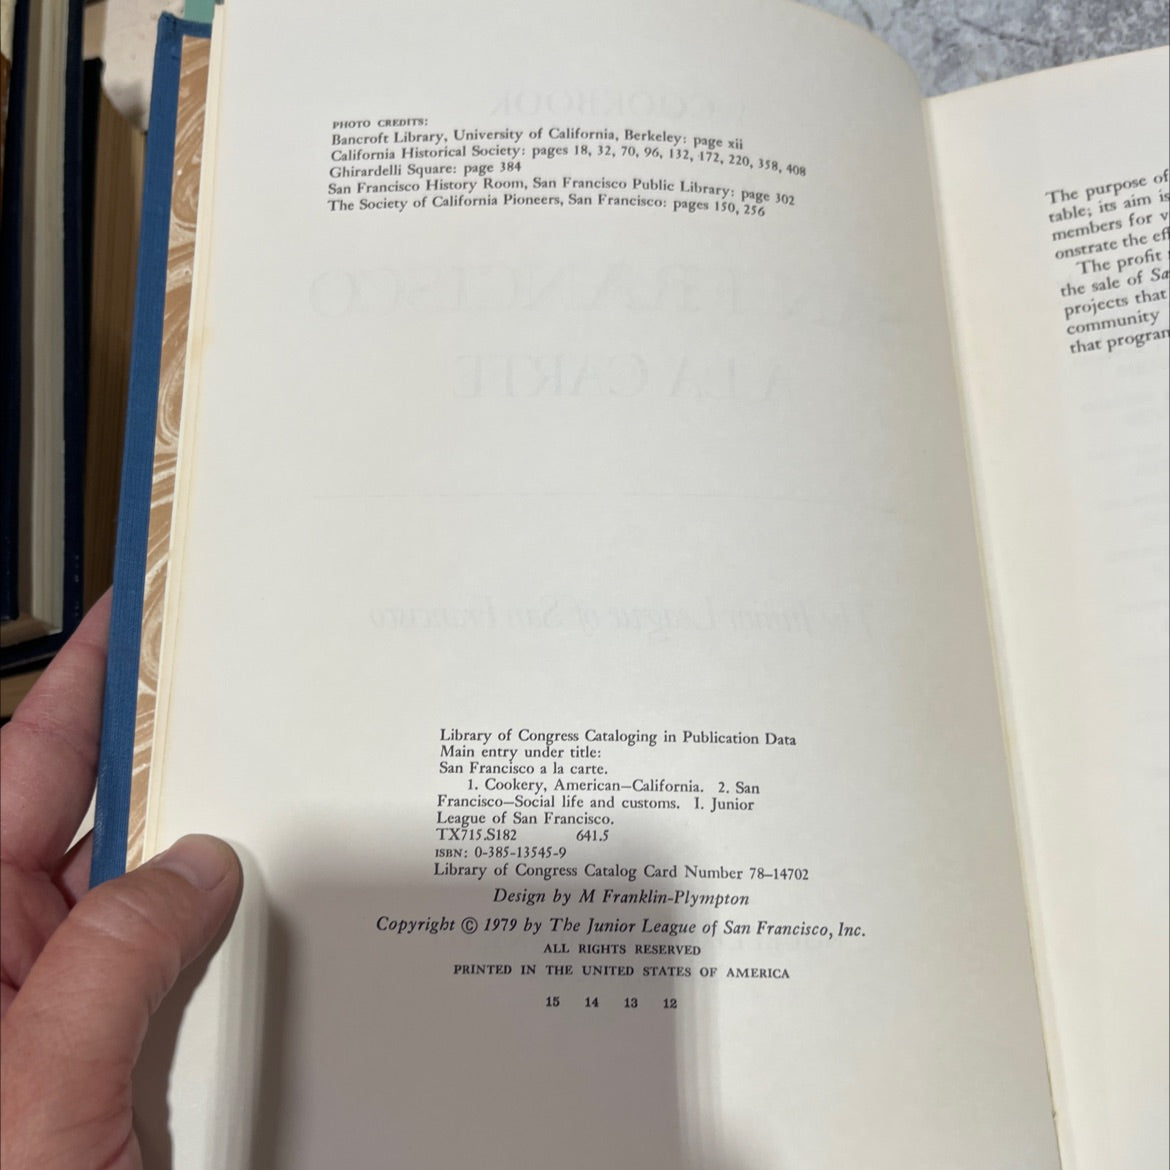 PHOTO CREDITS:
Bancroft Library, University of California, Berkeley: page xii
California Historical Society: pages 18, 32, 70, 96, 132, 172, 220, 358, 408
Ghirardelli Square: page 384
San Francisco History Room, San Francisco Public Library: page 302
The Society of California Pioneers, San Francisco: pages 150, 256
Library of Congress Cataloging in Publication Data
Main entry under title:
San Francisco a la carte.
1. Cookery, American—California. 2. San
Francisco—Social life and customs. I. Junior
League of San Francisco.
TX715.S182 641.5
ISBN: 0-385-13545-9
Library of Congress Catalog Card Number 78–14702
Design by M Franklin-Plympton
Copyright © 1979 by The Junior League of San Francisco, Inc.
ALL RIGHTS RESERVED
PRINTED IN THE UNITED STATES OF AMERICA
15 14 13 12
The purpose of
table; its aim is
members for
onstrate the
The profit
the sale of
projects that
community
that